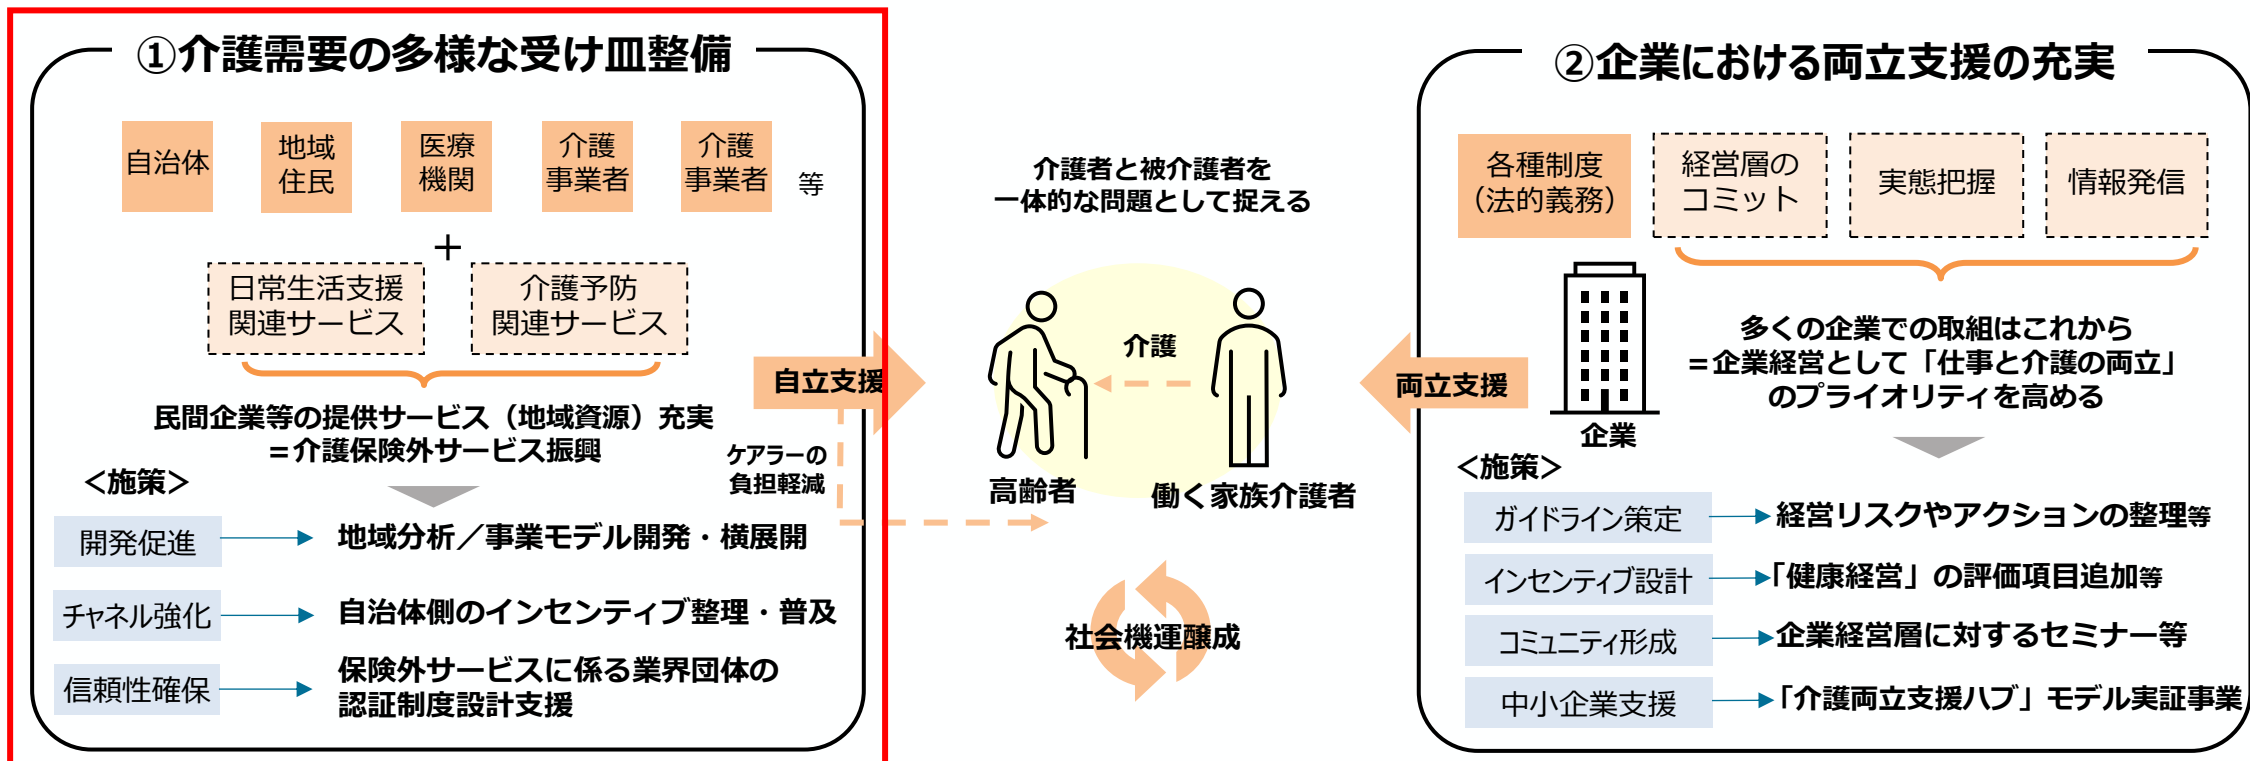 ①介護需要の多様な受け皿整備
自治体
地域
住民
医療
機関
介護
事業者
介護
事業者
等
＋
日常生活支援
関連サービス
介護予防
関連サービス
民間企業等の提供サービス（地域資源）充実
＝介護保険外サービス振興
＜施策＞
開発促進
地域分析／事業モデル開発・横展開
チャネル強化
自治体側のインセンティブ整理・普及
信頼性確保
保険外サービスに係る業界団体の
認証制度設計支援
自立支援
ケアラーの
負担軽減
介護者と被介護者を
一体的な問題として捉える
介護
高齢者
働く家族介護者
社会機運醸成
両立支援
②企業における両立支援の充実
各種制度
（法的義務）
経営層の
コミット
実態把握
情報発信
企業
多くの企業での取組はこれから
＝企業経営として「仕事と介護の両立」
のプライオリティを高める
＜施策＞
ガイドライン策定
経営リスクやアクションの整理等
インセンティブ設計
「健康経営」の評価項目追加等
コミュニティ形成
企業経営層に対するセミナー等
中小企業支援
「介護両立支援ハブ」モデル実証事業